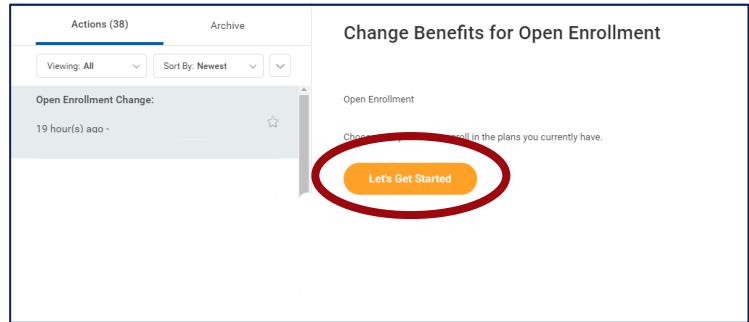 Actions (38)
Archive
Viewing: All
Sort By: Newest
Open Enrollment Change:
19 hour(s) ago -
Change Benefits for Open Enrollment
Open Enrollment
enroll in the plans you currently have.
Let's Get Started